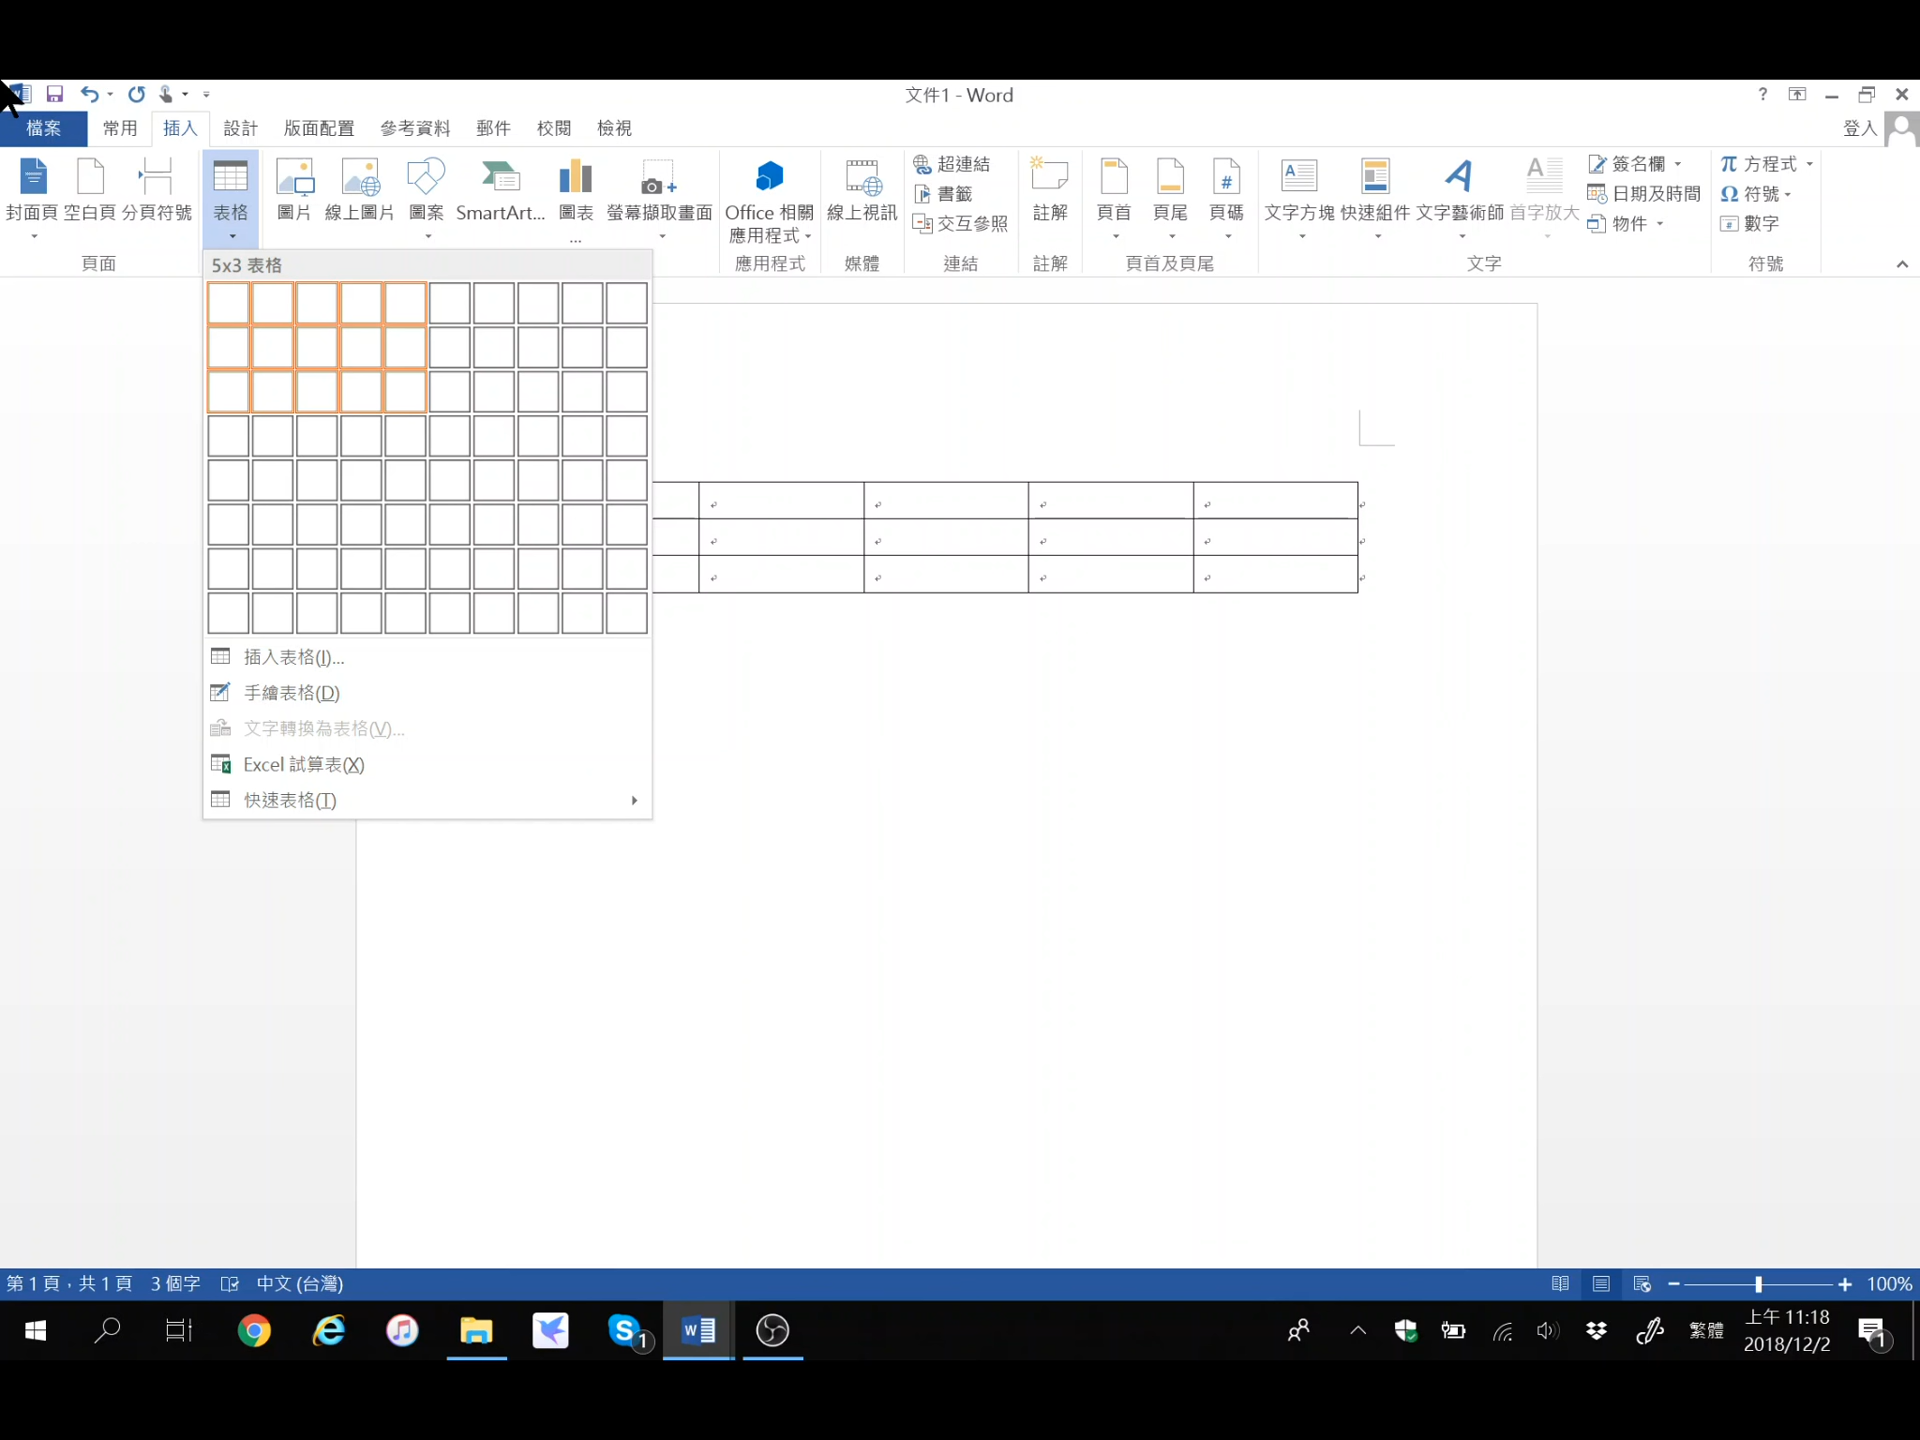 文件1 - Word
?
檔案 常用 插入 設計 版面配置 參考資料 郵件 校閱 檢視 登入
封面頁 空白頁 分頁符號
頁面
表格
圖片 線上圖片 圖案 SmartArt... 圖表 ... 螢幕擷取畫面
Office 相關
應用程式
應用程式
線上視訊
媒體
超連結
書籤
交互參照
連結
註解
註解
頁首 頁尾 頁碼
頁首及頁尾
文字方塊 快速組件 文字藝術師 首字放大
簽名欄
日期及時間
物件
文字
π 方程式
Ω 符號
# 數字
符號
5x3 表格
插入表格(I)...
手繪表格(D)
文字轉換為表格(V)...
Excel 試算表(X)
快速表格(T)
第 1 頁，共 1 頁 3 個字 中文 (台灣) 100%
1
繁體
上午 11:18
2018/12/2
1